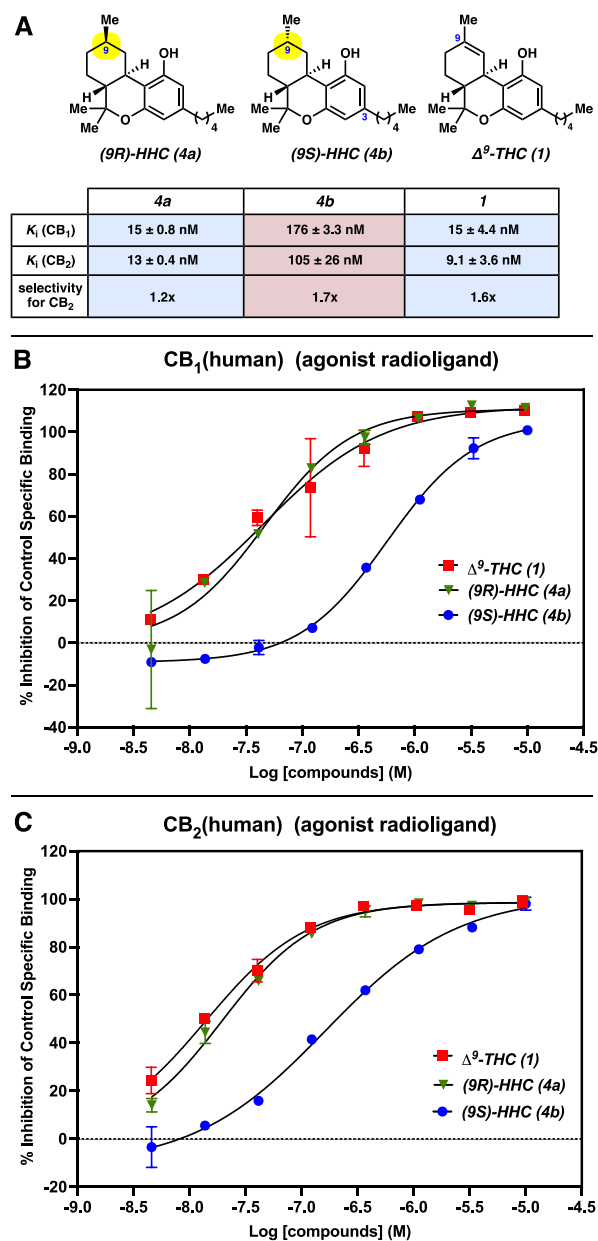 A
Me
9
OH
H
H
Me
Me
O
Me
4
(9R)-HHC (4a)
Me
9
OH
H
H
Me
Me
O
3
Me
4
(9S)-HHC (4b)
Me
9
OH
H
H
Me
Me
O
Me
4
Δ⁹-THC (1)
4a 4b 1
Kᵢ (CB₁) 15 ± 0.8 nM 176 ± 3.3 nM 15 ± 4.4 nM
Kᵢ (CB₂) 13 ± 0.4 nM 105 ± 26 nM 9.1 ± 3.6 nM
selectivity
for CB₂ 1.2x 1.7x 1.6x
B
CB₁(human) (agonist radioligand)
% Inhibition of Control Specific Binding
120
100
80
60
40
20
0
-20
-40
Δ⁹-THC (1)
(9R)-HHC (4a)
(9S)-HHC (4b)
-9.0 -8.5 -8.0 -7.5 -7.0 -6.5 -6.0 -5.5 -5.0 -4.5
Log [compounds] (M)
C
CB₂(human) (agonist radioligand)
% Inhibition of Control Specific Binding
120
100
80
60
40
20
0
-20
Δ⁹-THC (1)
(9R)-HHC (4a)
(9S)-HHC (4b)
-9.0 -8.5 -8.0 -7.5 -7.0 -6.5 -6.0 -5.5 -5.0 -4.5
Log [compounds] (M)